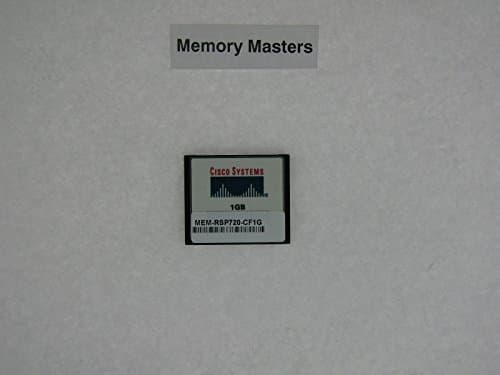 Memory Masters
CISCO SYSTEMS
1GB
MEM-RSP720-CF1G